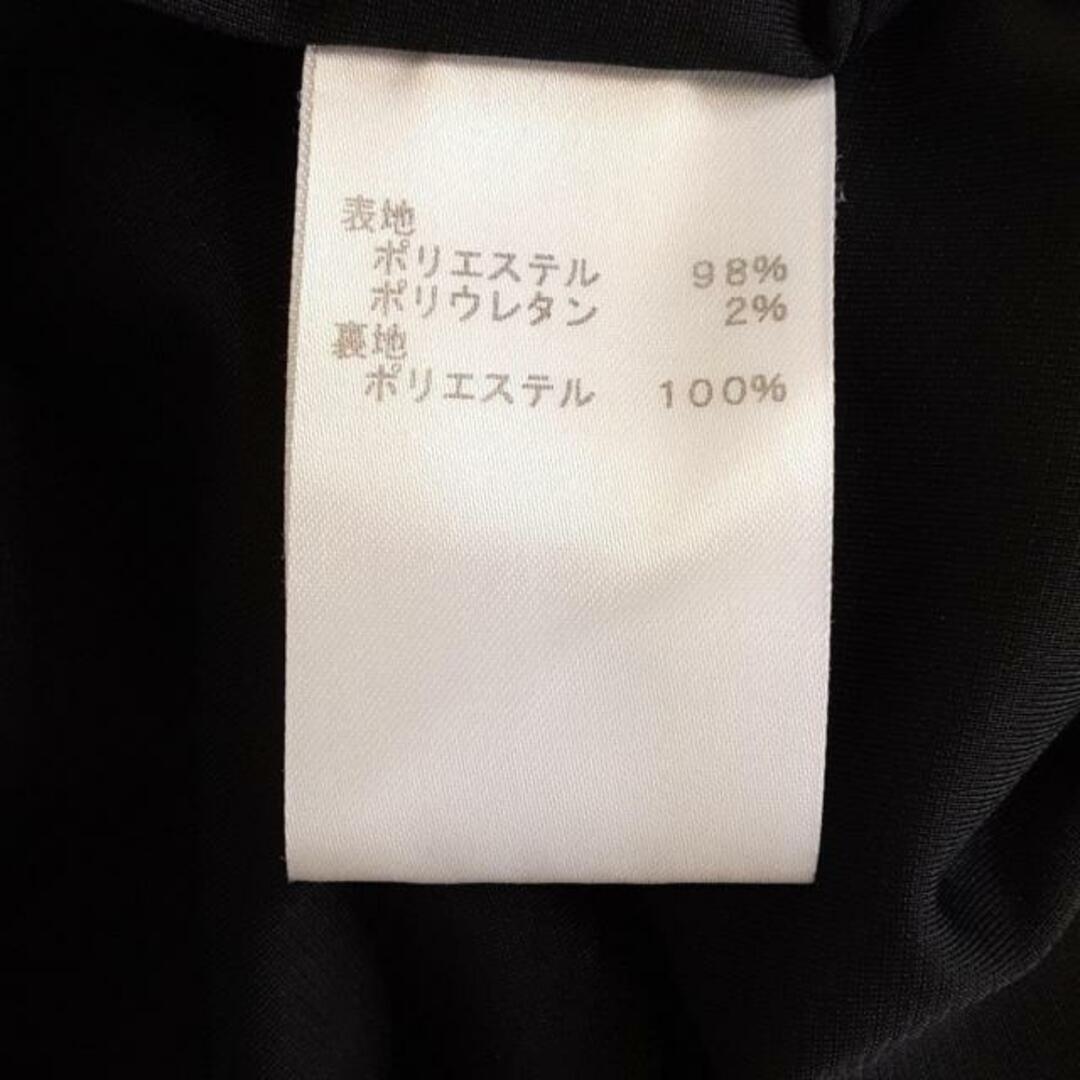 表地
ポリエステル 98%
ポリウレタン 2%
裏地
ポリエステル 100%